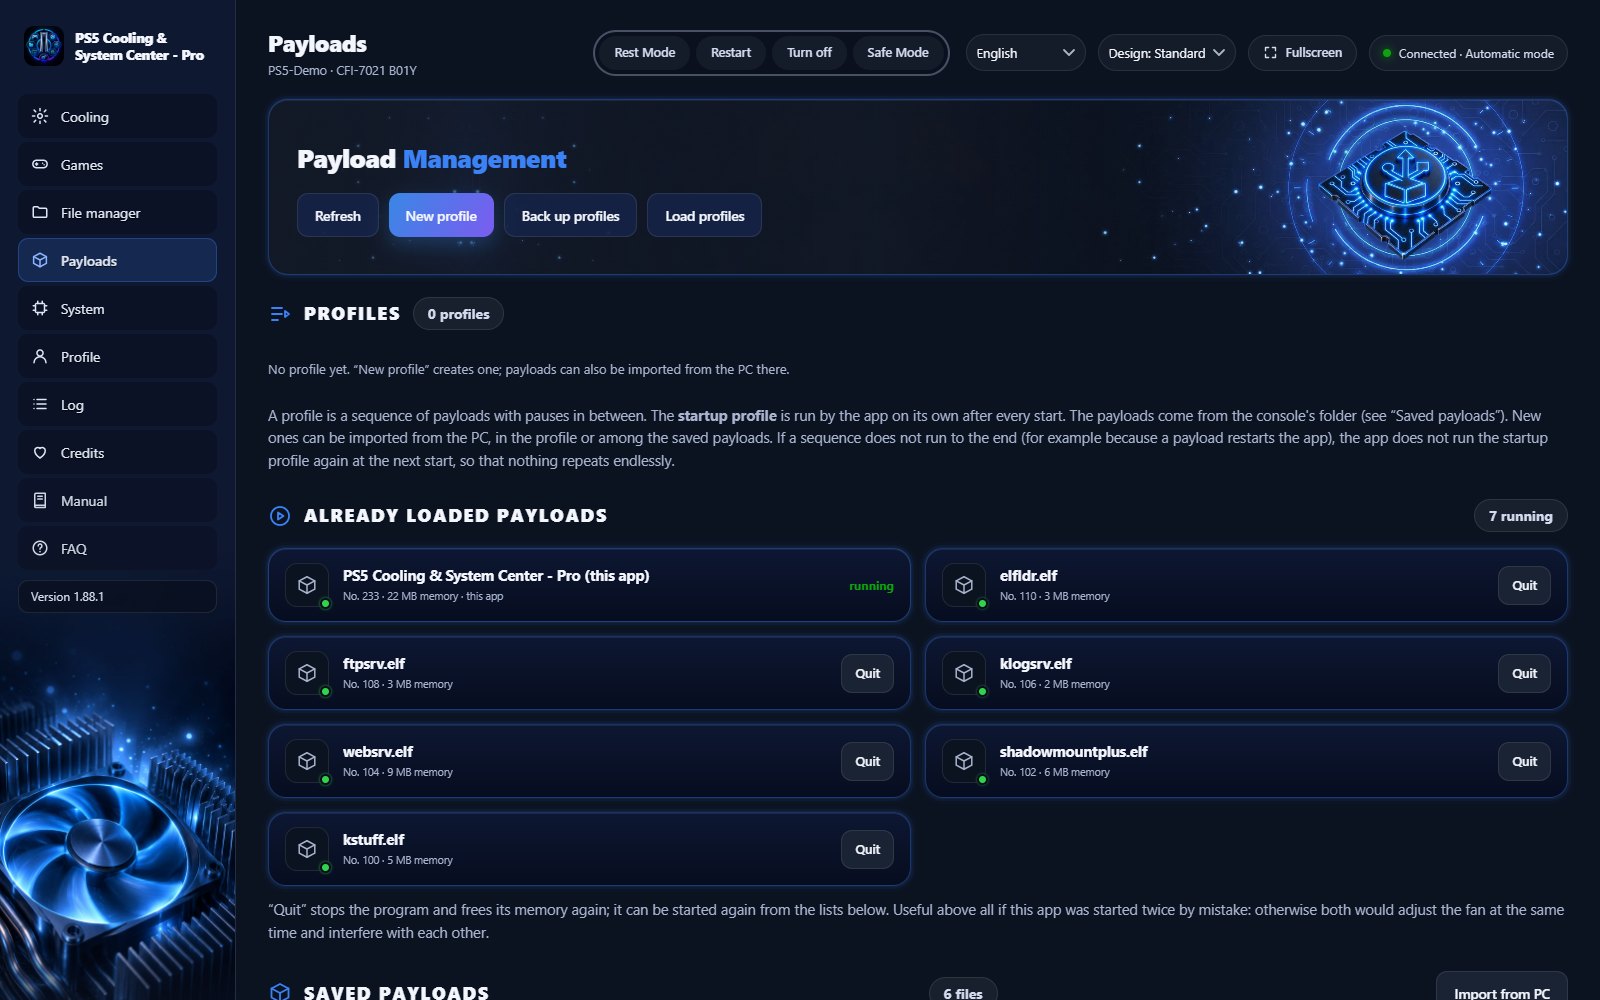 PS5 Cooling &
System Center - Pro
Cooling
Games
File manager
Payloads
System
Profile
Log
Credits
Manual
FAQ
Version 1.88.1
Payloads
PS5-Demo · CFI-7021 B01Y
Rest Mode
Restart
Turn off
Safe Mode
English
Design: Standard
Fullscreen
Connected · Automatic mode
Payload Management
Refresh
New profile
Back up profiles
Load profiles
PROFILES
0 profiles
No profile yet. “New profile” creates one; payloads can also be imported from the PC there.
A profile is a sequence of payloads with pauses in between. The startup profile is run by the app on its own after every start. The payloads come from the console's folder (see “Saved payloads”). New
ones can be imported from the PC, in the profile or among the saved payloads. If a sequence does not run to the end (for example because a payload restarts the app), the app does not run the startup
profile again at the next start, so that nothing repeats endlessly.
ALREADY LOADED PAYLOADS
7 running
PS5 Cooling & System Center - Pro (this app)
No. 233 · 22 MB memory · this app
running
elfldr.elf
No. 110 · 3 MB memory
Quit
ftpsrv.elf
No. 108 · 3 MB memory
Quit
klogsrv.elf
No. 106 · 2 MB memory
Quit
websrv.elf
No. 104 · 9 MB memory
Quit
shadowmountplus.elf
No. 102 · 6 MB memory
Quit
kstuff.elf
No. 100 · 5 MB memory
Quit
“Quit” stops the program and frees its memory again; it can be started again from the lists below. Useful above all if this app was started twice by mistake: otherwise both would adjust the fan at the same
time and interfere with each other.
SAVED PAYLOADS
6 files
Import from PC